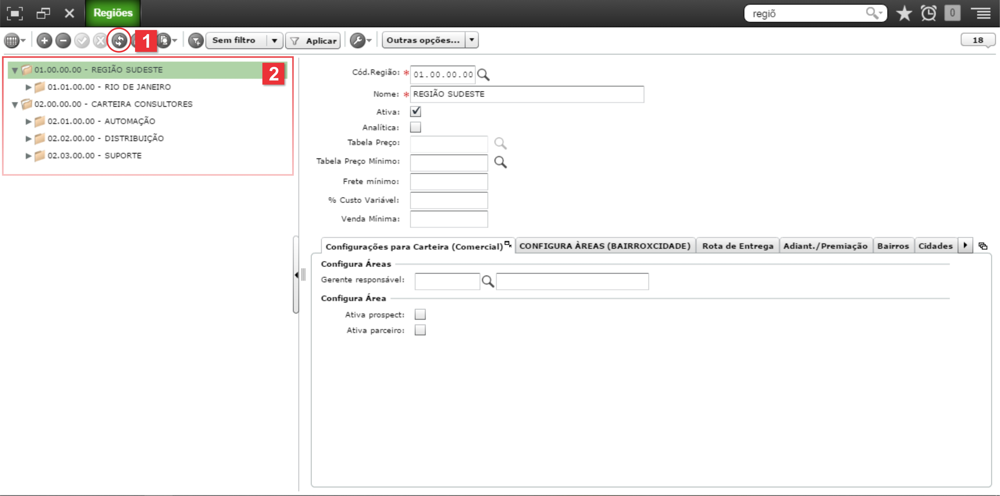 Regiões
regiõ
0
1
Sem filtro
Aplicar
Outras opções...
18
2
01.00.00.00 - REGIÃO SUDESTE
01.01.00.00 - RIO DE JANEIRO
02.00.00.00 - CARTEIRA CONSULTORES
02.01.00.00 - AUTOMAÇÃO
02.02.00.00 - DISTRIBUIÇÃO
02.03.00.00 - SUPORTE
Cód.Região: * 01.00.00.00
Nome: * REGIÃO SUDESTE
Ativa:
Analítica:
Tabela Preço:
Tabela Preço Mínimo:
Frete mínimo:
% Custo Variável:
Venda Mínima:
Configurações para Carteira (Comercial)
CONFIGURA ÀREAS (BAIRROXCIDADE)
Rota de Entrega
Adiant./Premiação
Bairros
Cidades
Configura Áreas
Gerente responsável:
Configura Área
Ativa prospect:
Ativa parceiro: